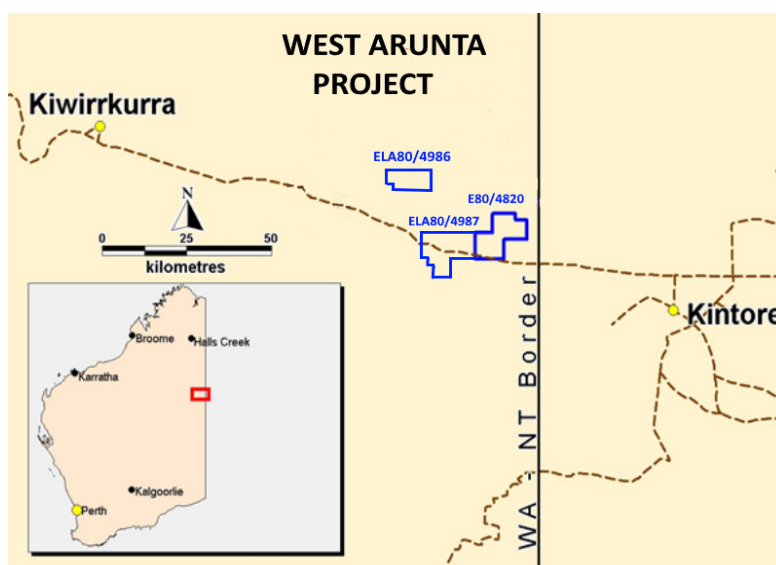 WEST ARUNTA
PROJECT
Kiwirrkurra
ELA80/4986
E80/4820
ELA80/4987
N
0 25 50
kilometres
WA - NT Border
Kintore
Broome
Halls Creek
Karratha
Kalgoorlie
Perth